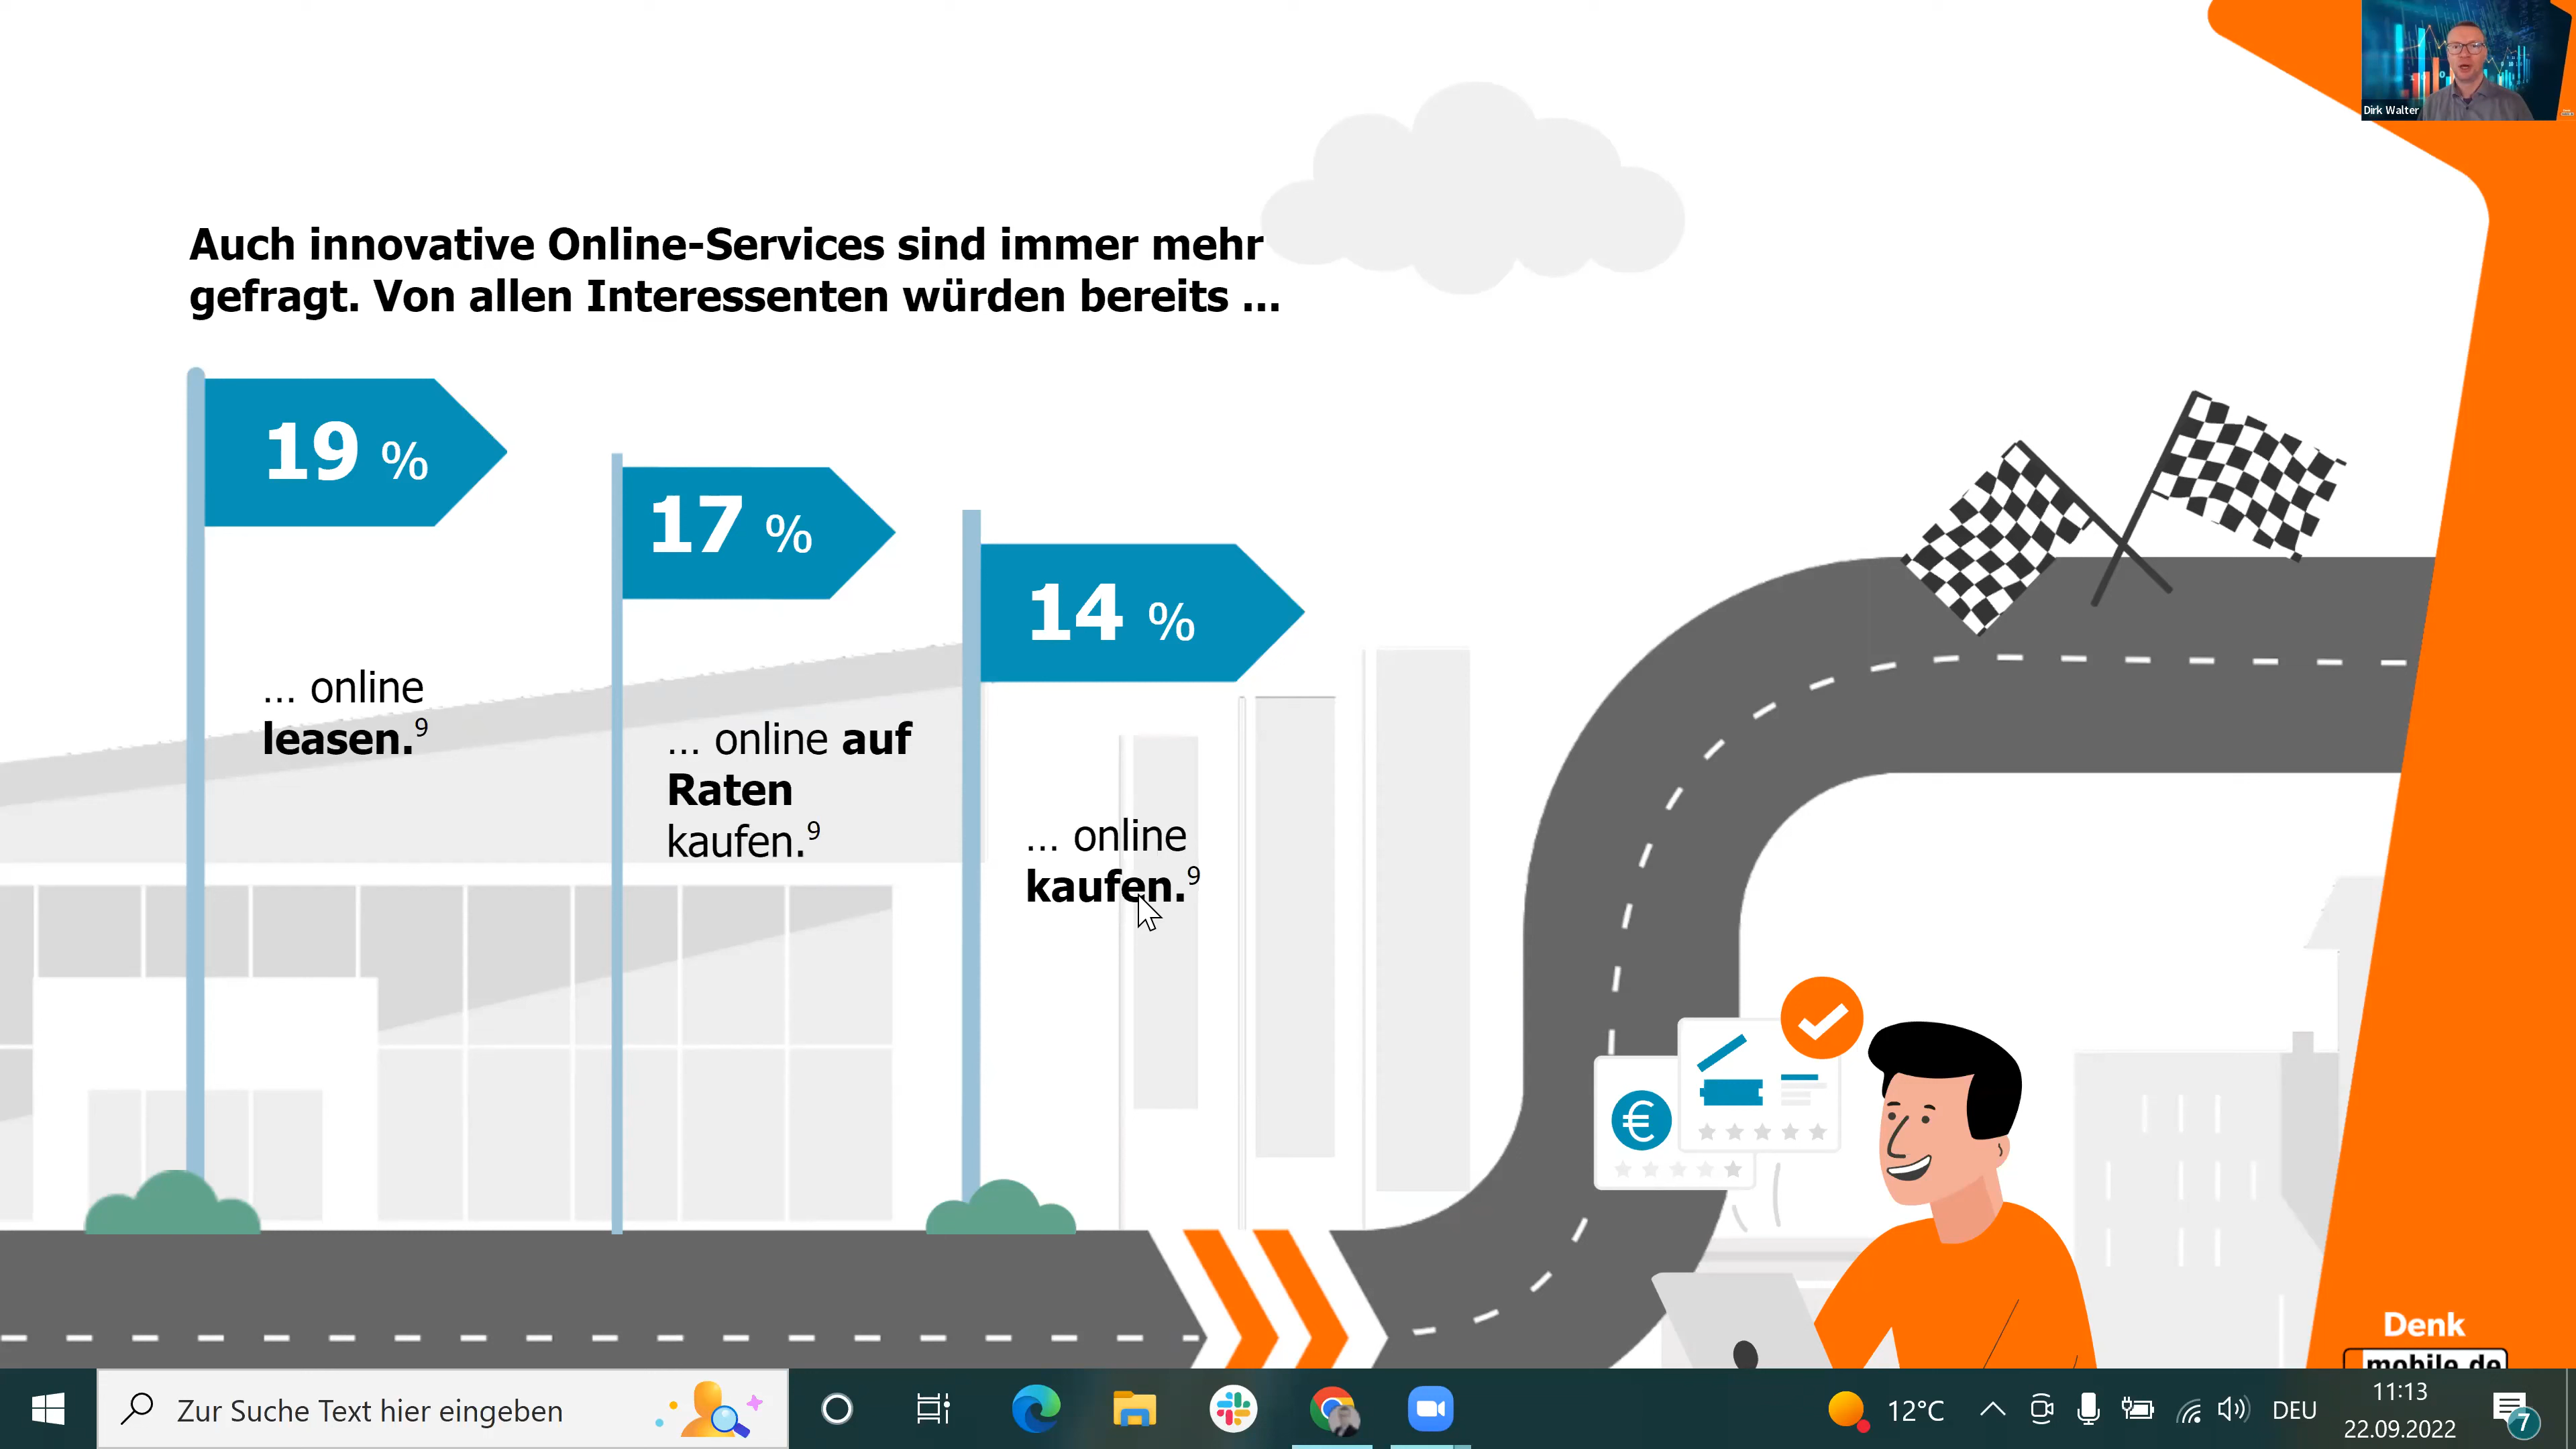 Dirk Walter
Auch innovative Online-Services sind immer mehr
gefragt. Von allen Interessenten würden bereits ...
19 %
17 %
14 %
... online
leasen.⁹
... online auf
Raten
kaufen.⁹
... online
kaufen.⁹
€
Denk
mobile.de
Zur Suche Text hier eingeben
12°C
DEU
11:13
22.09.2022
7